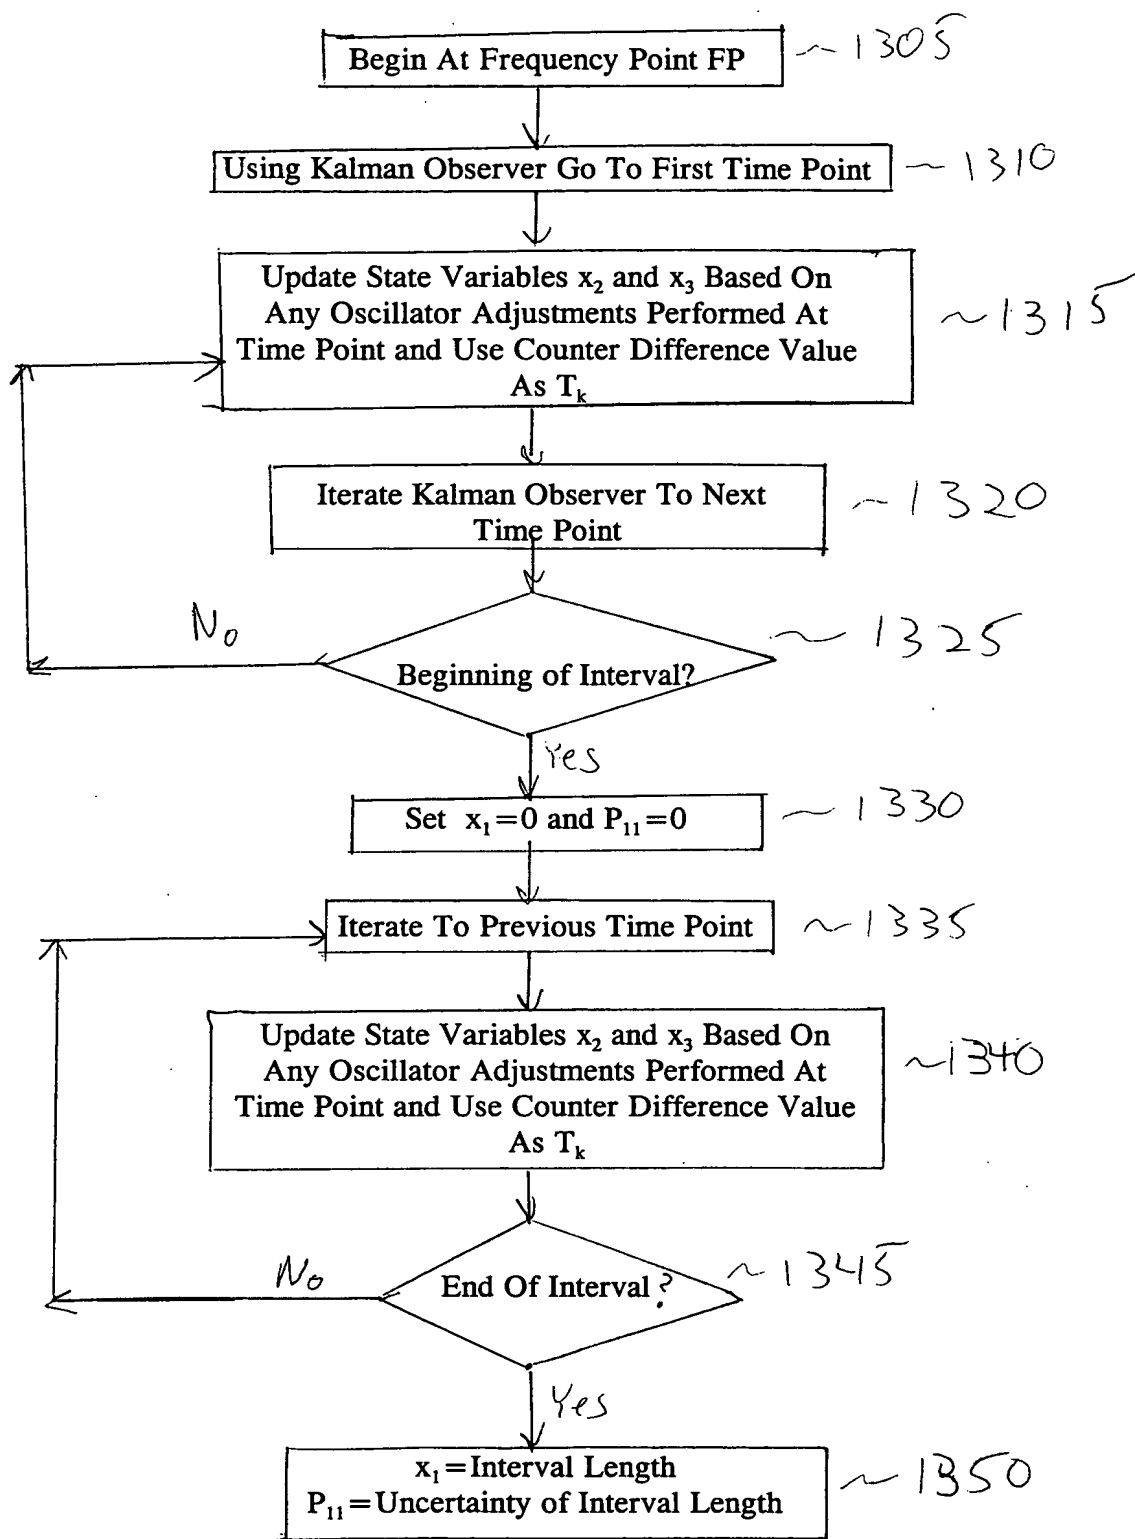 Begin At Frequency Point FP
~1305
Using Kalman Observer Go To First Time Point
~1310
Update State Variables x₂ and x₃ Based On
Any Oscillator Adjustments Performed At
Time Point and Use Counter Difference Value
As Tₖ
~1315
Iterate Kalman Observer To Next
Time Point
~1320
No
Beginning of Interval?
~1325
Yes
Set x₁=0 and P₁₁=0
~1330
Iterate To Previous Time Point
~1335
Update State Variables x₂ and x₃ Based On
Any Oscillator Adjustments Performed At
Time Point and Use Counter Difference Value
As Tₖ
~1340
No
End Of Interval?
~1345
Yes
x₁=Interval Length
P₁₁=Uncertainty of Interval Length
~1350